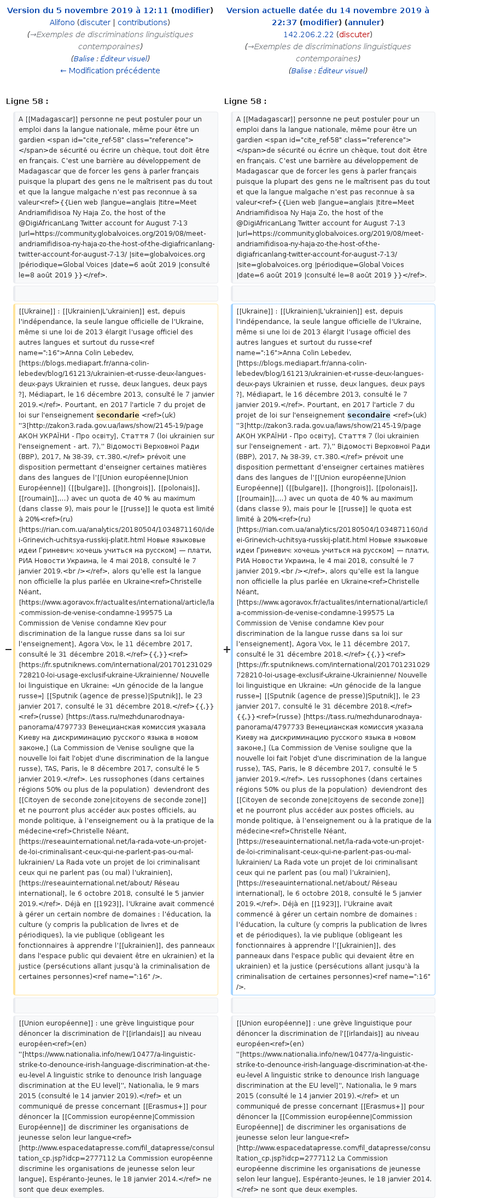 Version du 5 novembre 2019 à 12:11 (modifier)
Allfono (discuter | contributions)
(→Exemples de discriminations linguistiques
contemporaines)
(Balise : Éditeur visuel)
← Modification précédente
Version actuelle datée du 14 novembre 2019 à
22:37 (modifier) (annuler)
142.206.2.22 (discuter)
(→Exemples de discriminations linguistiques
contemporaines)
(Balise : Éditeur visuel)
Ligne 58 :
A [[Madagascar]] personne ne peut postuler pour un
emploi dans la langue nationale, même pour être un
gardien <span id="cite_ref-58" class="reference">
</span>de sécurité ou écrire un chèque, tout doit être
en français. C'est une barrière au développement de
Madagascar que de forcer les gens à parler français
puisque la plupart des gens ne le maîtrisent pas du tout
et que la langue malgache n'est pas reconnue à sa
valeur<ref>{{Lien web |langue=anglais |titre=Meet
Andriamifidisoa Ny Haja Zo, the host of the
@DigiAfricanLang Twitter account for August 7-13
|url=https://community.globalvoices.org/2019/08/meet-
andriamifidisoa-ny-haja-zo-the-host-of-the-
digiafricanlang-twitter-account-for-august-7-13/
|site=globalvoices.org |périodique=Global Voices
|date=6 août 2019 |consulté le=8 août 2019 }}</ref>.
−
[[Ukraine]] : [[Ukrainien|L'ukrainien]] est, depuis
l'indépendance, la seule langue officielle de l'Ukraine,
même si une loi de 2013 élargit l'usage officiel des
autres langues et surtout du russe<ref
name=":16">Anna Colin Lebedev,
[https://blogs.mediapart.fr/anna-colin-
lebedev/blog/161213/ukrainien-et-russe-deux-langues-
deux-pays Ukrainien et russe, deux langues, deux pays
?], Médiapart, le 16 décembre 2013, consulté le 7 janvier
2019.</ref>. Pourtant, en 2017 l'article 7 du projet de
loi sur l'enseignement secondarie <ref>(uk)
"3[http://zakon3.rada.gov.ua/laws/show/2145-19/page
АКОН УКРАЇНИ - Про освіту], Стаття 7 (loi ukrainien sur
l'enseignement - art. 7)," Відомості Верховної Ради
(ВВР), 2017, № 38-39, ст.380.</ref> prévoit une
disposition permettant d'enseigner certaines matières
dans des langues de l'[[Union européenne|Union
Européenne]] ([[bulgare]], [[hongrois]], [[polonais]],
[[roumain]],...) avec un quota de 40 % au maximum
(dans classe 9), mais pour le [[russe]] le quota est
limité à 20%<ref>(ru)
[https://rian.com.ua/analytics/20180504/1034871160/ide
i-Grinevich-uchitsya-russkij-platit.html Новые языковые
идеи Гриневич: хочешь учиться на русском] — плати,
РИА Новости Украина, le 4 mai 2018, consulté le 7
janvier 2019.<br /></ref>, alors qu'elle est la langue
non officielle la plus parlée en Ukraine<ref>Christelle
Néant,
[https://www.agoravox.fr/actualites/international/article/la
-commission-de-venise-condamne-199575 La
Commission de Venise condamne Kiev pour
discrimination de la langue russe dans sa loi sur
l'enseignement], Agora Vox, le 11 décembre 2017,
consulté le 31 décembre 2018.</ref>{{,}}<ref>
[https://fr.sputniknews.com/international/201701231029
728210-loi-usage-exclusif-ukraine-Ukrainienne/ Nouvelle
loi linguistique en Ukraine: «Un génocide de la langue
russe»] [[Sputnik (agence de presse)|Sputnik]], le 23
janvier 2017, consulté le 31 décembre 2018.</ref>{{,}}
<ref>(russe) [https://tass.ru/mezhdunarodnaya-
panorama/4797733 Венецианская комиссия указала
Киеву на дискриминацию русского языка в новом
законе,] (La Commission de Venise souligne que la
nouvelle loi fait l'objet d'une discrimination de la langue
russe), TAS, Paris, le 8 décembre 2017, consulté le 5
janvier 2019.</ref>. Les russophones (dans certaines
régions 50% ou plus de la population) deviendront des
[[Citoyen de seconde zone|citoyens de seconde zone]]
et ne pourront plus accéder aux postes officiels, au
monde politique, à l'enseignement ou à la pratique de la
médecine<ref>Christelle Néant,
[https://reseauinternational.net/la-rada-vote-un-projet-
de-loi-criminalisant-ceux-qui-ne-parlent-pas-ou-mal-
lukrainien/ La Rada vote un projet de loi criminalisant
ceux qui ne parlent pas (ou mal) l'ukrainien],
[https://reseauinternational.net/about/ Réseau
international], le 6 octobre 2018, consulté le 5 janvier
2019.</ref>. Déjà en [[1923]], l'Ukraine avait commencé
à gérer un certain nombre de domaines : l'éducation, la
culture (y compris la publication de livres et de
périodiques), la vie publique (obligeant les
fonctionnaires à apprendre l'[[ukrainien]], des panneaux
dans l'espace public qui devaient être en ukrainien) et
la justice (persécutions allant jusqu'à la criminalisation de
certaines personnes)<ref name=":16" />.
[[Union européenne]] : une grève linguistique pour
dénoncer la discrimination de l'[[irlandais]] au niveau
européen<ref>(en)
"[https://www.nationalia.info/new/10477/a-linguistic-
strike-to-denounce-irish-language-discrimination-at-the-
eu-level A linguistic strike to denounce Irish language
discrimination at the EU level]", Nationalia, le 9 mars
2015 (consulté le 14 janvier 2019).</ref> et un
communiqué de presse concernant [[Erasmus+]] pour
dénoncer la [[Commission européenne|Commission
Européenne]] de discriminer les organisations de
jeunesse selon leur langue<ref>
[http://www.espacedatapresse.com/fil_datapresse/consul
tation_cp.jsp?idcp=2777112 La Commission européenne
discrimine les organisations de jeunesse selon leur
langue], Espéranto-Jeunes, le 18 janvier 2014.</ref> ne
sont que deux exemples.
Ligne 58 :
A [[Madagascar]] personne ne peut postuler pour un
emploi dans la langue nationale, même pour être un
gardien <span id="cite_ref-58" class="reference">
</span>de sécurité ou écrire un chèque, tout doit être
en français. C'est une barrière au développement de
Madagascar que de forcer les gens à parler français
puisque la plupart des gens ne le maîtrisent pas du tout
et que la langue malgache n'est pas reconnue à sa
valeur<ref>{{Lien web |langue=anglais |titre=Meet
Andriamifidisoa Ny Haja Zo, the host of the
@DigiAfricanLang Twitter account for August 7-13
|url=https://community.globalvoices.org/2019/08/meet-
andriamifidisoa-ny-haja-zo-the-host-of-the-
digiafricanlang-twitter-account-for-august-7-13/
|site=globalvoices.org |périodique=Global Voices
|date=6 août 2019 |consulté le=8 août 2019 }}</ref>.
+
[[Ukraine]] : [[Ukrainien|L'ukrainien]] est, depuis
l'indépendance, la seule langue officielle de l'Ukraine,
même si une loi de 2013 élargit l'usage officiel des
autres langues et surtout du russe<ref
name=":16">Anna Colin Lebedev,
[https://blogs.mediapart.fr/anna-colin-
lebedev/blog/161213/ukrainien-et-russe-deux-langues-
deux-pays Ukrainien et russe, deux langues, deux pays
?], Médiapart, le 16 décembre 2013, consulté le 7 janvier
2019.</ref>. Pourtant, en 2017 l'article 7 du
projet de loi sur l'enseignement secondaire <ref>(uk)
"3[http://zakon3.rada.gov.ua/laws/show/2145-19/page
АКОН УКРАЇНИ - Про освіту], Стаття 7 (loi ukrainien
sur l'enseignement - art. 7)," Відомості Верховної Ради
(ВВР), 2017, № 38-39, ст.380.</ref> prévoit une
disposition permettant d'enseigner certaines matières
dans des langues de l'[[Union européenne|Union
Européenne]] ([[bulgare]], [[hongrois]], [[polonais]],
[[roumain]],...) avec un quota de 40 % au maximum
(dans classe 9), mais pour le [[russe]] le quota est
limité à 20%<ref>(ru)
[https://rian.com.ua/analytics/20180504/1034871160/id
ei-Grinevich-uchitsya-russkij-platit.html Новые языковые
идеи Гриневич: хочешь учиться на русском] — плати,
РИА Новости Украина, le 4 mai 2018, consulté le 7
janvier 2019.<br /></ref>, alors qu'elle est la langue
non officielle la plus parlée en Ukraine<ref>Christelle
Néant,
[https://www.agoravox.fr/actualites/international/article/l
a-commission-de-venise-condamne-199575 La
Commission de Venise condamne Kiev pour
discrimination de la langue russe dans sa loi sur
l'enseignement], Agora Vox, le 11 décembre 2017,
consulté le 31 décembre 2018.</ref>{{,}}<ref>
[https://fr.sputniknews.com/international/201701231029
728210-loi-usage-exclusif-ukraine-Ukrainienne/ Nouvelle
loi linguistique en Ukraine: «Un génocide de la langue
russe»] [[Sputnik (agence de presse)|Sputnik]], le 23
janvier 2017, consulté le 31 décembre 2018.</ref>
{{,}}<ref>(russe) [https://tass.ru/mezhdunarodnaya-
panorama/4797733 Венецианская комиссия указала
Киеву на дискриминацию русского языка в новом
законе,] (La Commission de Venise souligne que la
nouvelle loi fait l'objet d'une discrimination de la langue
russe), TAS, Paris, le 8 décembre 2017, consulté le 5
janvier 2019.</ref>. Les russophones (dans certaines
régions 50% ou plus de la population) deviendront des
[[Citoyen de seconde zone|citoyens de seconde zone]]
et ne pourront plus accéder aux postes officiels, au
monde politique, à l'enseignement ou à la pratique de la
médecine<ref>Christelle Néant,
[https://reseauinternational.net/la-rada-vote-un-projet-
de-loi-criminalisant-ceux-qui-ne-parlent-pas-ou-mal-
lukrainien/ La Rada vote un projet de loi criminalisant
ceux qui ne parlent pas (ou mal) l'ukrainien],
[https://reseauinternational.net/about/ Réseau
international], le 6 octobre 2018, consulté le 5 janvier
2019.</ref>. Déjà en [[1923]], l'Ukraine avait
commencé à gérer un certain nombre de domaines :
l'éducation, la culture (y compris la publication de livres
et de périodiques), la vie publique (obligeant les
fonctionnaires à apprendre l'[[ukrainien]], des
panneaux dans l'espace public qui devaient être en
ukrainien) et la justice (persécutions allant jusqu'à la
criminalisation de certaines personnes)<ref name=":16"
/>.
[[Union européenne]] : une grève linguistique pour
dénoncer la discrimination de l'[[irlandais]] au niveau
européen<ref>(en)
"[https://www.nationalia.info/new/10477/a-linguistic-
strike-to-denounce-irish-language-discrimination-at-the-
eu-level A linguistic strike to denounce Irish language
discrimination at the EU level]", Nationalia, le 9 mars
2015 (consulté le 14 janvier 2019).</ref> et un
communiqué de presse concernant [[Erasmus+]] pour
dénoncer la [[Commission européenne|Commission
Européenne]] de discriminer les organisations de
jeunesse selon leur langue<ref>
[http://www.espacedatapresse.com/fil_datapresse/consu
ltation_cp.jsp?idcp=2777112 La Commission européenne
discrimine les organisations de jeunesse selon leur
langue], Espéranto-Jeunes, le 18 janvier 2014.
</ref> ne sont que deux exemples.